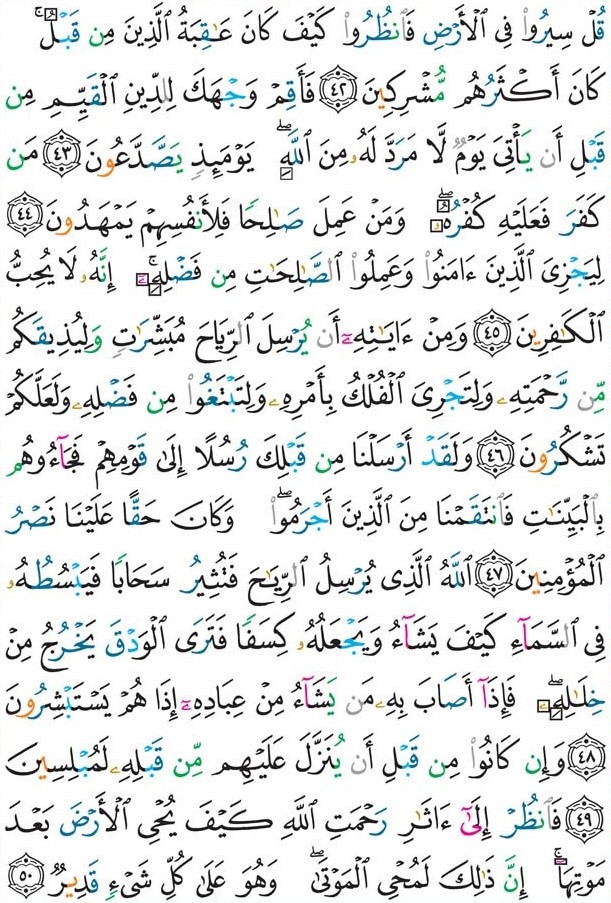 قُلْ سِيرُوا۟ فِى ٱلْأَرْضِ فَٱنظُرُوا۟ كَيْفَ كَانَ عَـٰقِبَةُ ٱلَّذِينَ مِن قَبْلُ ۚ
كَانَ أَكْثَرُهُم مُّشْرِكِينَ ٤٢ فَأَقِمْ وَجْهَكَ لِلدِّينِ ٱلْقَيِّمِ مِن
قَبْلِ أَن يَأْتِىَ يَوْمٌ لَّا مَرَدَّ لَهُۥ مِنَ ٱللَّهِ ۖ يَوْمَئِذٍ يَصَّدَّعُونَ ٤٣ مَن
كَفَرَ فَعَلَيْهِ كُفْرُهُۥ ۖ وَمَنْ عَمِلَ صَـٰلِحًا فَلِأَنفُسِهِمْ يَمْهَدُونَ ٤٤
لِيَجْزِىَ ٱلَّذِينَ ءَامَنُوا۟ وَعَمِلُوا۟ ٱلصَّـٰلِحَـٰتِ مِن فَضْلِهِۦٓ ۚ إِنَّهُۥ لَا يُحِبُّ
ٱلْكَـٰفِرِينَ ٤٥ وَمِنْ ءَايَـٰتِهِۦٓ أَن يُرْسِلَ ٱلرِّيَاحَ مُبَشِّرَٰتٍ وَلِيُذِيقَكُم
مِّن رَّحْمَتِهِۦ وَلِتَجْرِىَ ٱلْفُلْكُ بِأَمْرِهِۦ وَلِتَبْتَغُوا۟ مِن فَضْلِهِۦ وَلَعَلَّكُمْ
تَشْكُرُونَ ٤٦ وَلَقَدْ أَرْسَلْنَا مِن قَبْلِكَ رُسُلًا إِلَىٰ قَوْمِهِمْ فَجَآءُوهُم
بِٱلْبَيِّنَـٰتِ فَٱنتَقَمْنَا مِنَ ٱلَّذِينَ أَجْرَمُوا۟ ۖ وَكَانَ حَقًّا عَلَيْنَا نَصْرُ
ٱلْمُؤْمِنِينَ ٤٧ ٱللَّهُ ٱلَّذِى يُرْسِلُ ٱلرِّيَـٰحَ فَتُثِيرُ سَحَابًا فَيَبْسُطُهُۥ
فِى ٱلسَّمَآءِ كَيْفَ يَشَآءُ وَيَجْعَلُهُۥ كِسَفًا فَتَرَى ٱلْوَدْقَ يَخْرُجُ مِنْ
خِلَـٰلِهِۦ ۖ فَإِذَآ أَصَابَ بِهِۦ مَن يَشَآءُ مِنْ عِبَادِهِۦٓ إِذَا هُمْ يَسْتَبْشِرُونَ
٤٨ وَإِن كَانُوا۟ مِن قَبْلِ أَن يُنَزَّلَ عَلَيْهِم مِّن قَبْلِهِۦ لَمُبْلِسِينَ
٤٩ فَٱنظُرْ إِلَىٰٓ ءَاثَـٰرِ رَحْمَتِ ٱللَّهِ كَيْفَ يُحْىِ ٱلْأَرْضَ بَعْدَ
مَوْتِهَآ ۚ إِنَّ ذَٰلِكَ لَمُحْىِ ٱلْمَوْتَىٰ ۖ وَهُوَ عَلَىٰ كُلِّ شَىْءٍ قَدِيرٌ ٥٠